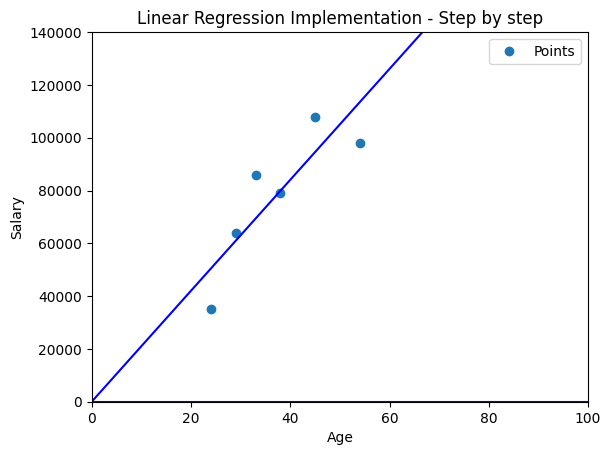 Linear Regression Implementation - Step by step
Points
Salary
140000
120000
100000
80000
60000
40000
20000
0
0 20 40 60 80 100
Age